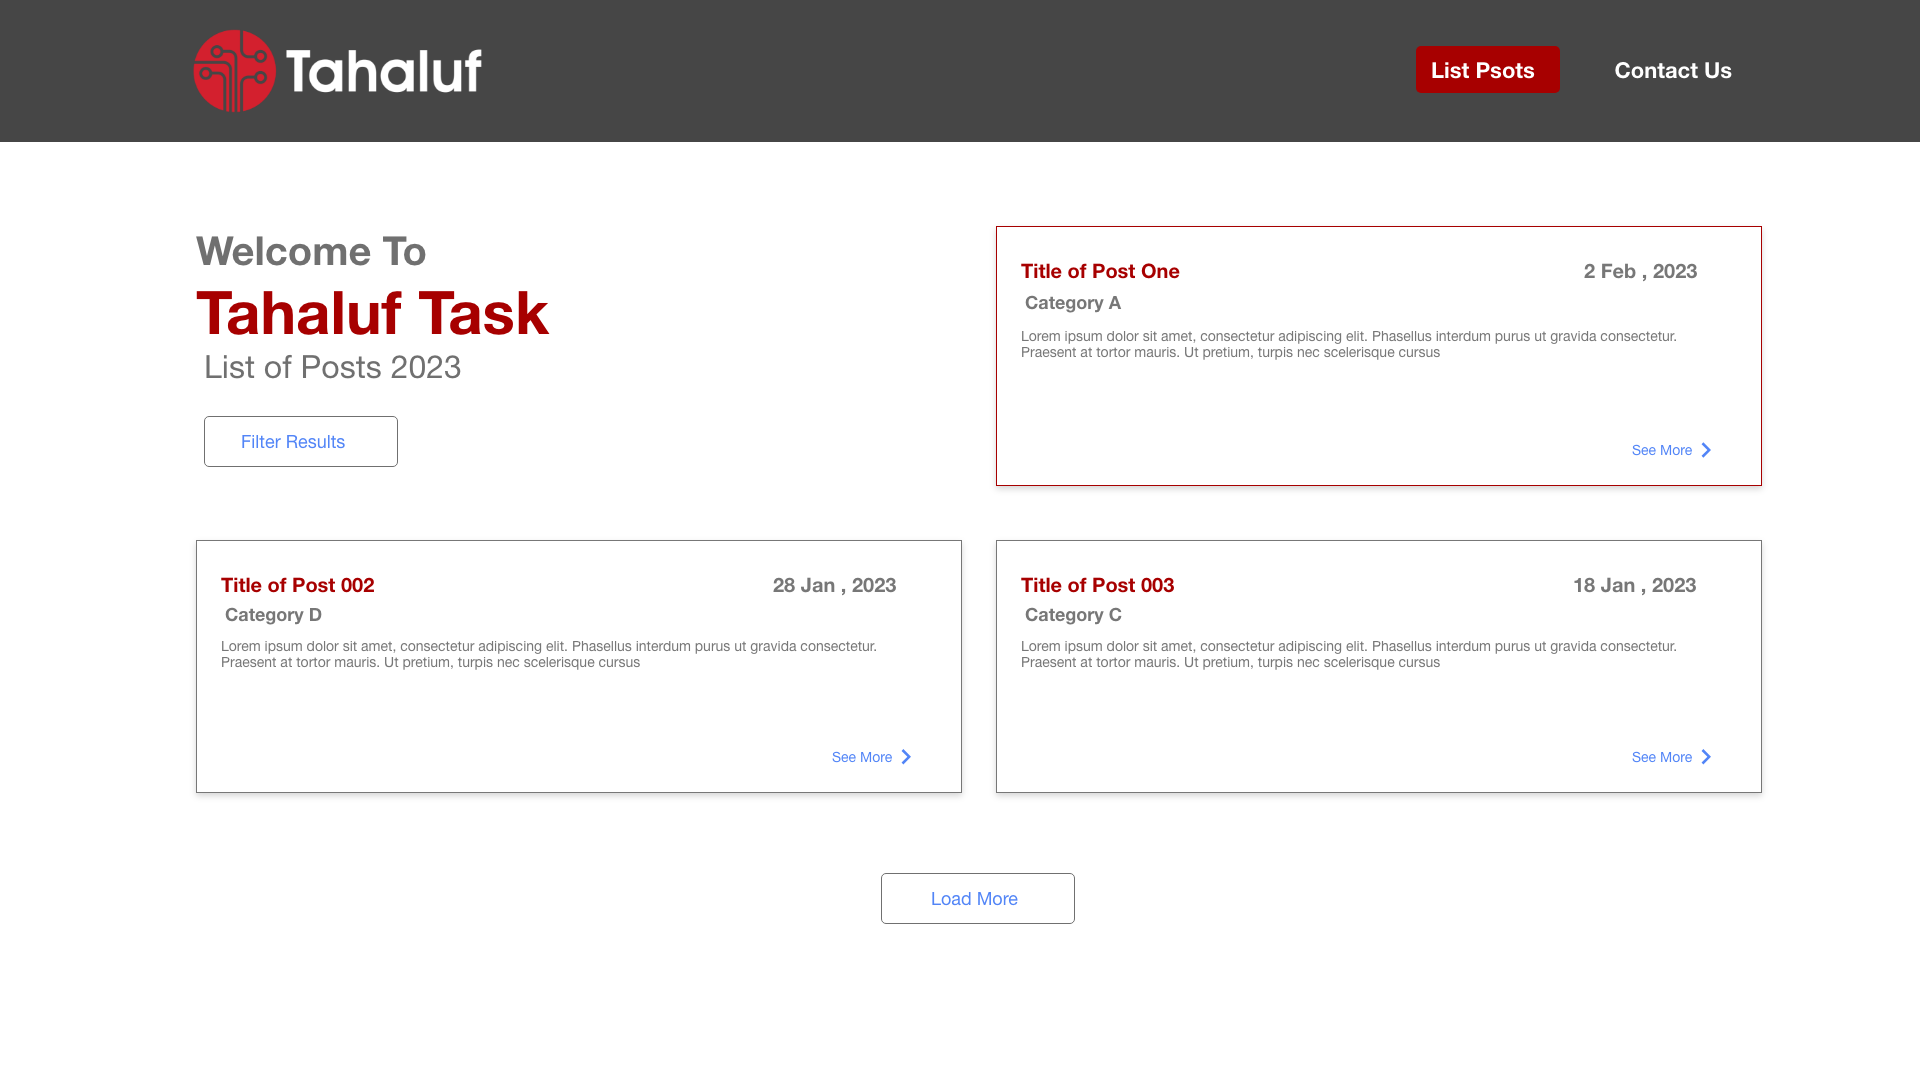 Tahaluf
List Psots
Contact Us
Welcome To
Tahaluf Task
List of Posts 2023
Filter Results
Title of Post One
2 Feb , 2023
Category A
Lorem ipsum dolor sit amet, consectetur adipiscing elit. Phasellus interdum purus ut gravida consectetur.
Praesent at tortor mauris. Ut pretium, turpis nec scelerisque cursus
See More
Title of Post 002
28 Jan , 2023
Category D
Lorem ipsum dolor sit amet, consectetur adipiscing elit. Phasellus interdum purus ut gravida consectetur.
Praesent at tortor mauris. Ut pretium, turpis nec scelerisque cursus
See More
Title of Post 003
18 Jan , 2023
Category C
Lorem ipsum dolor sit amet, consectetur adipiscing elit. Phasellus interdum purus ut gravida consectetur.
Praesent at tortor mauris. Ut pretium, turpis nec scelerisque cursus
See More
Load More